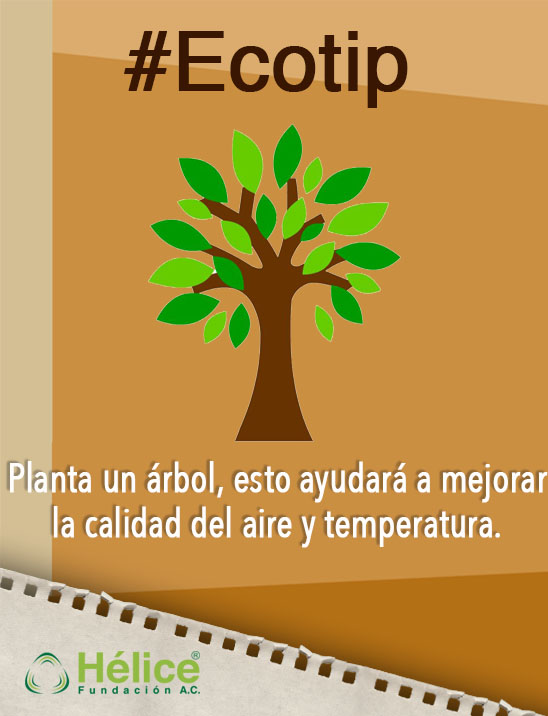 #Ecotip
Planta un árbol, esto ayudará a mejorar
la calidad del aire y temperatura.
Hélice®
Fundación A.C.